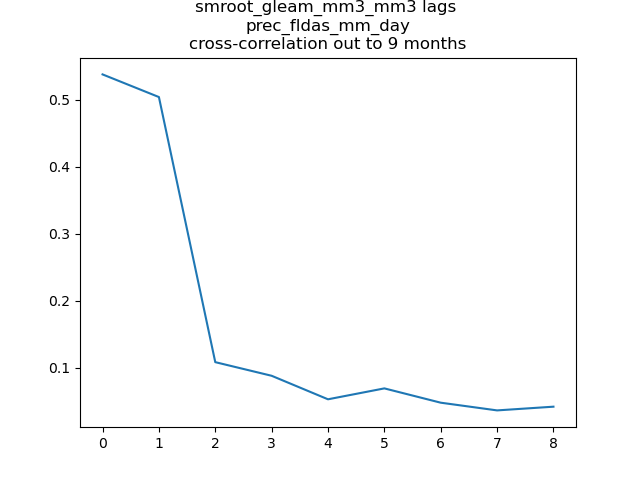 smroot_gleam_mm3_mm3 lags
prec_fldas_mm_day
cross-correlation out to 9 months
0.5
0.4
0.3
0.2
0.1
0 1 2 3 4 5 6 7 8